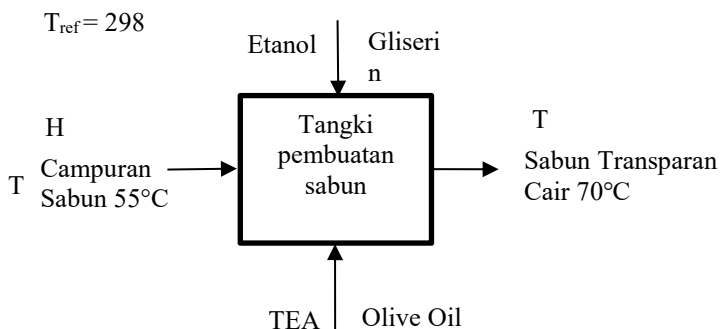 T_ref = 298
Etanol
Gliseri
n
H
T
Campuran
Sabun 55°C
Tangki
pembuatan
sabun
T
Sabun Transparan
Cair 70°C
TEA
Olive Oil